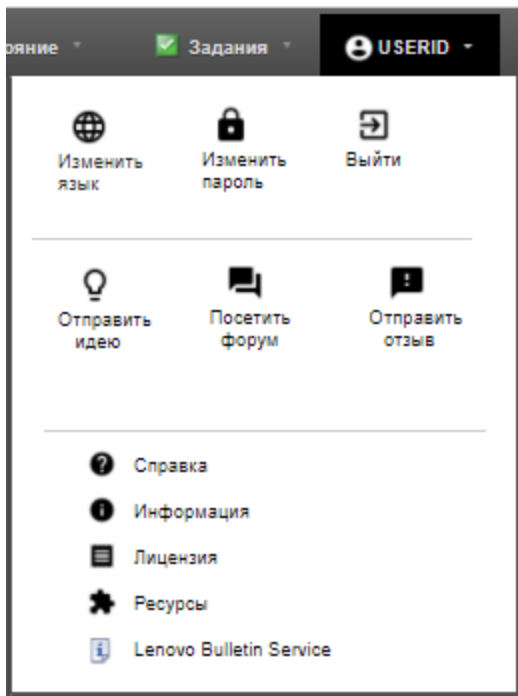 ояние Задания USERID
Изменить Изменить Выйти
язык пароль
Отправить Посетить Отправить
идею форум отзыв
Справка
Информация
Лицензия
Ресурсы
Lenovo Bulletin Service